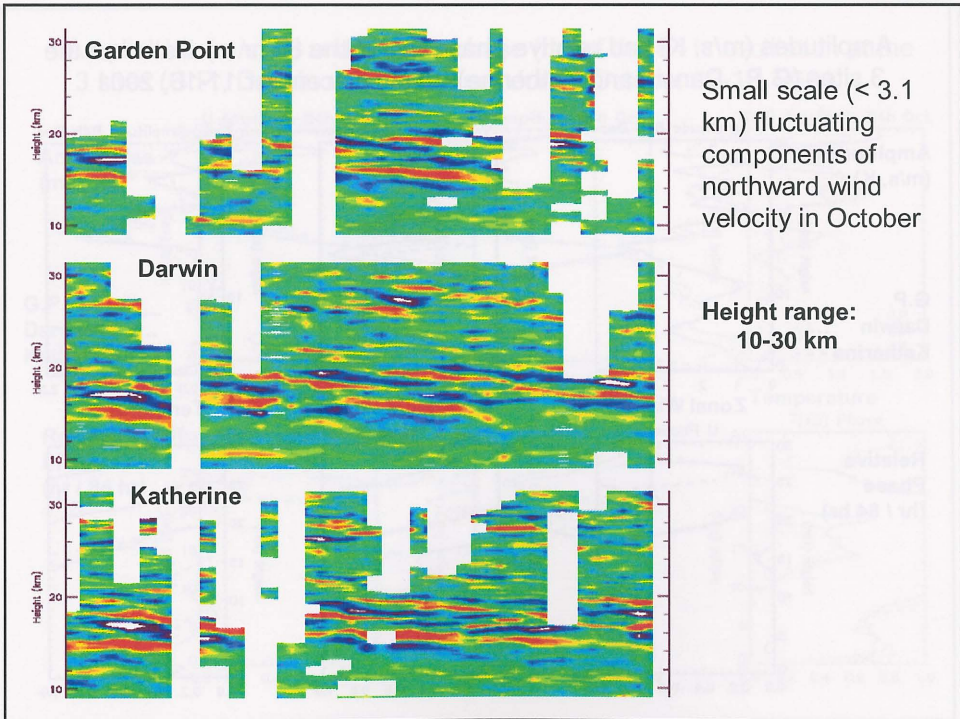 Garden Point
30
20
10
Height (km)
Small scale (< 3.1
km) fluctuating
components of
northward wind
velocity in October
Darwin
30
20
10
Height (km)
Height range:
10-30 km
Katherine
30
20
10
Height (km)